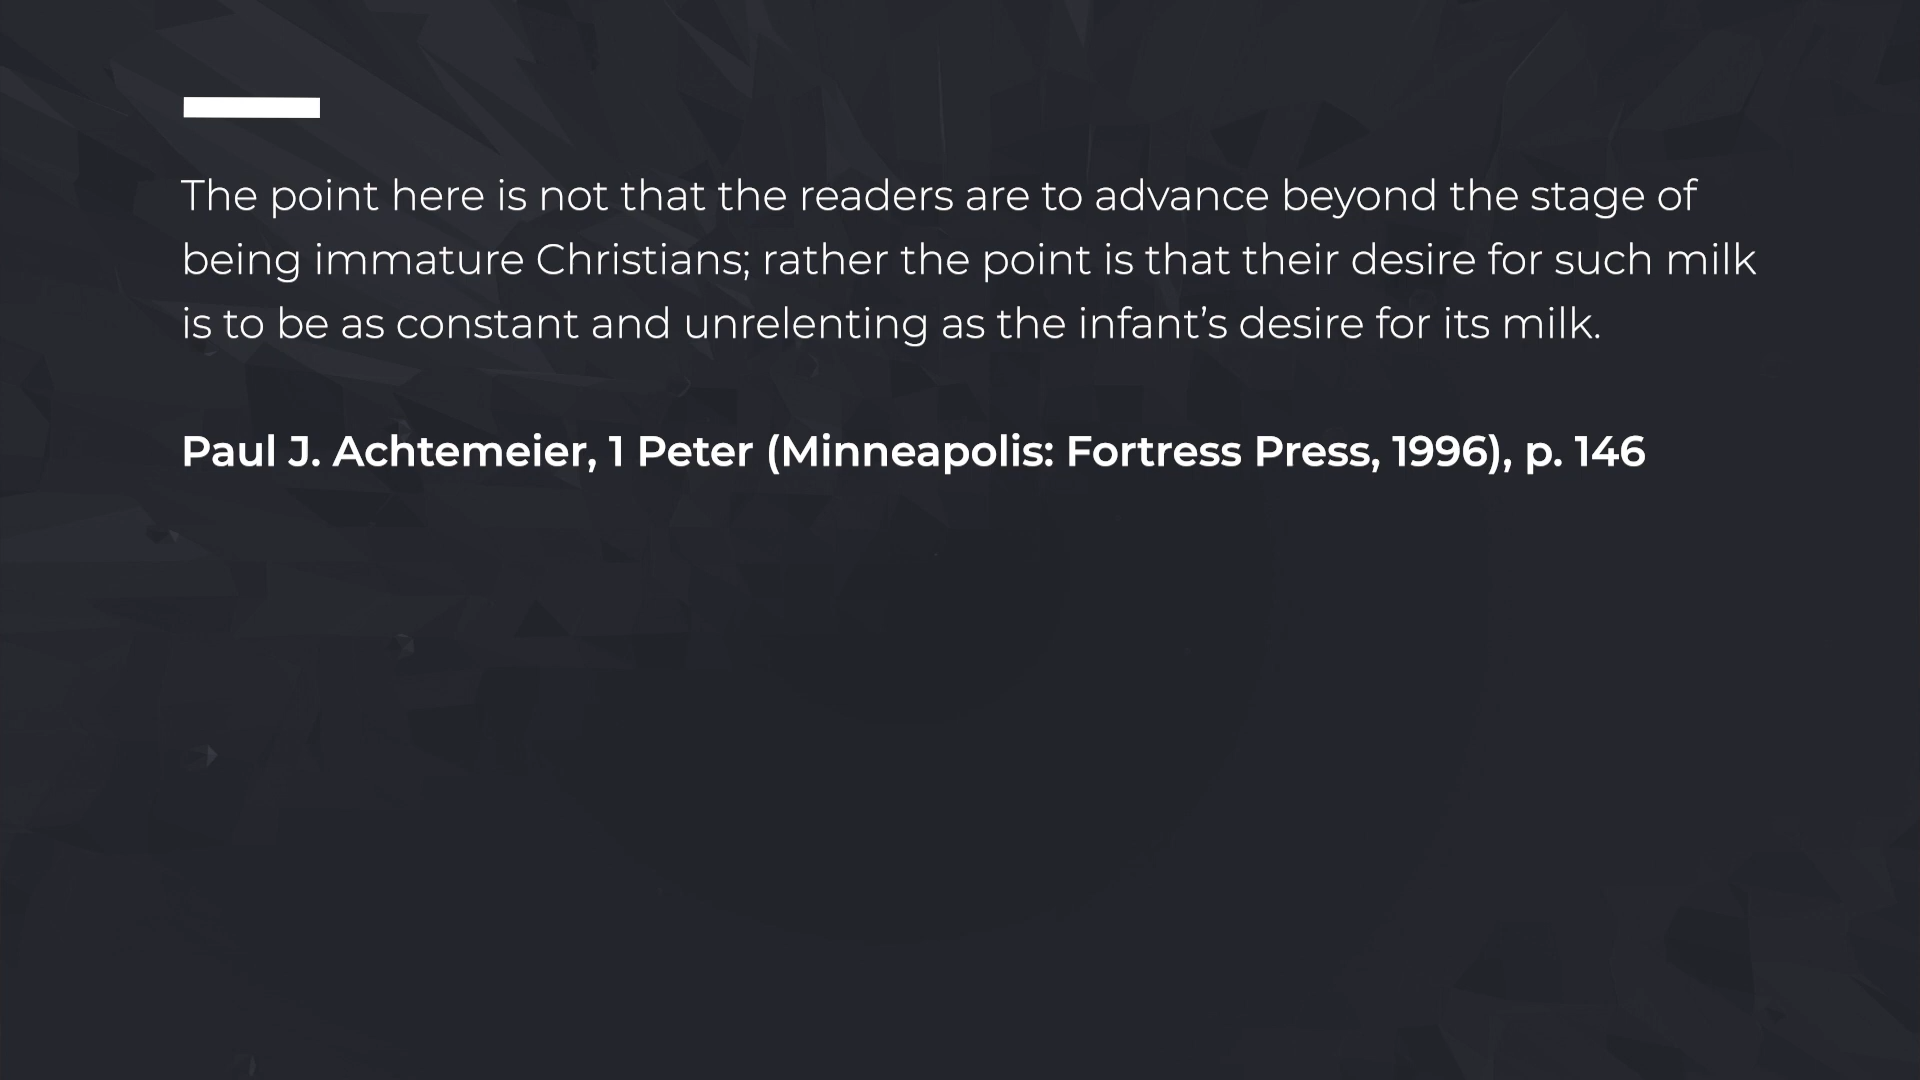 The point here is not that the readers are to advance beyond the stage of
being immature Christians; rather the point is that their desire for such milk
is to be as constant and unrelenting as the infant’s desire for its milk.
Paul J. Achtemeier, 1 Peter (Minneapolis: Fortress Press, 1996), p. 146